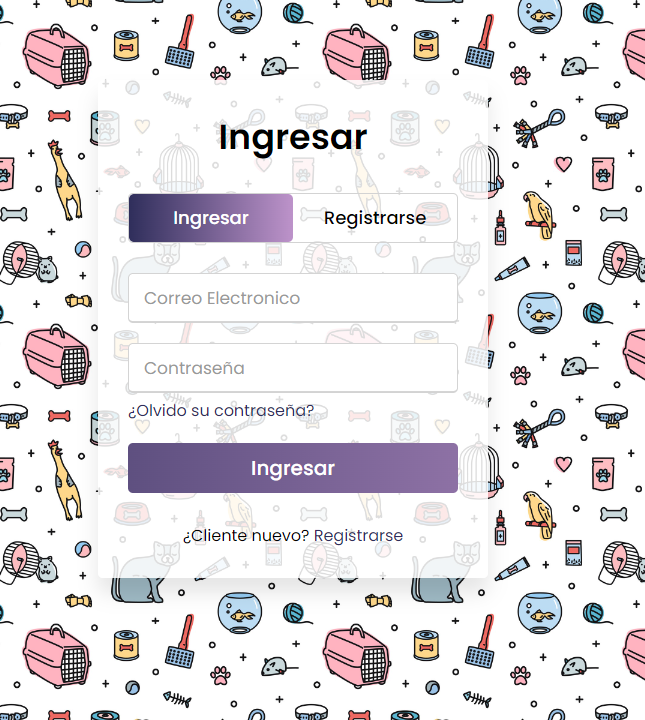 Ingresar
Ingresar Registrarse
Correo Electronico
Contraseña
¿Olvido su contraseña?
Ingresar
¿Cliente nuevo? Registrarse